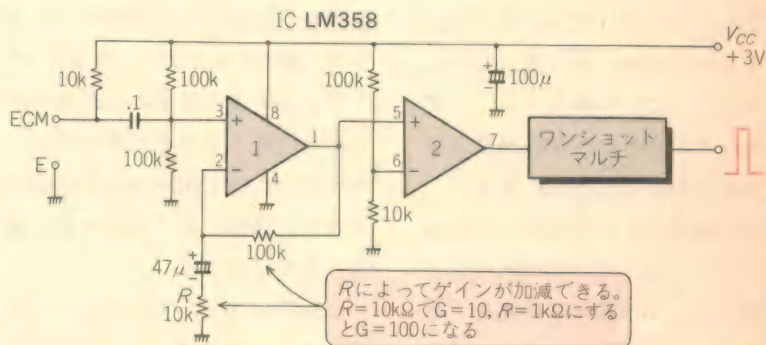 IC LM358
VCC
+3V
10k
100k
100k
100μ
ECM
.1
3
+
8
1
1
5
+
2
7
ワンショット
マルチ
E
100k
2
−
4
6
−
10k
100k
47μ
+
−
R
10k
Rによってゲインが加減できる。
R=10kΩでG=10, R=1kΩにする
とG=100になる